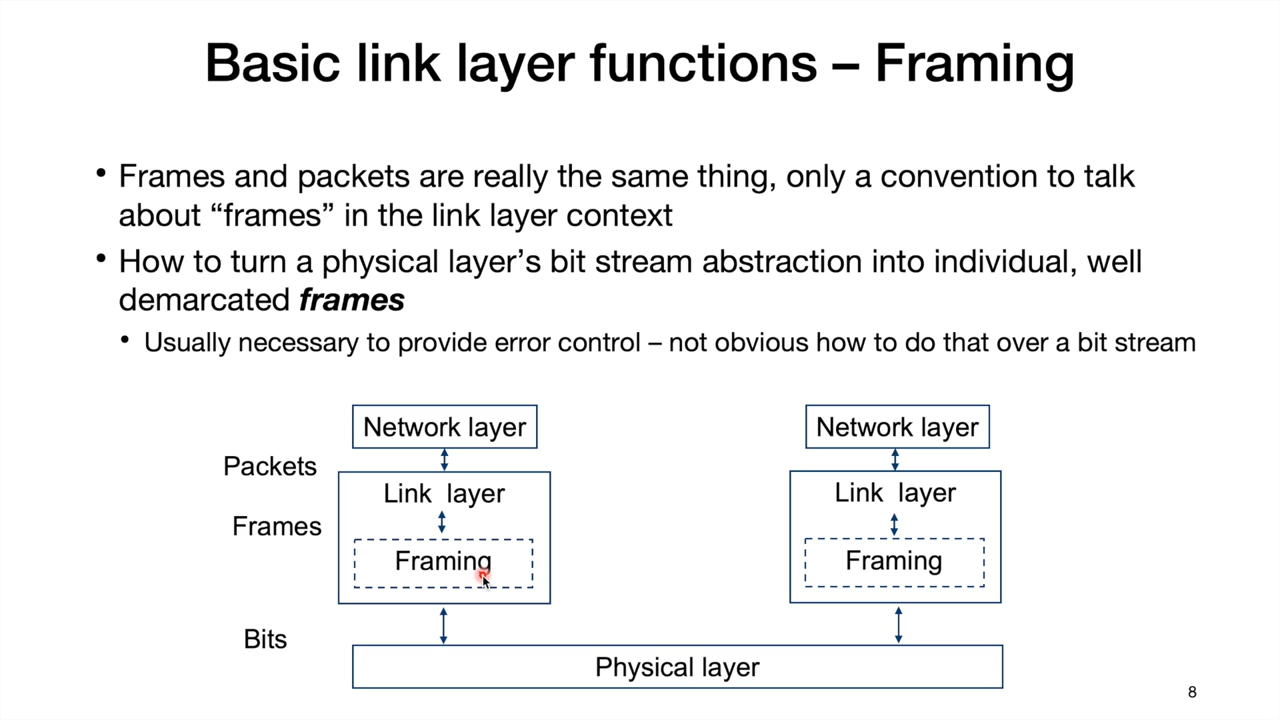 Basic link layer functions – Framing
• Frames and packets are really the same thing, only a convention to talk
about “frames” in the link layer context
• How to turn a physical layer’s bit stream abstraction into individual, well
demarcated frames
• Usually necessary to provide error control – not obvious how to do that over a bit stream
Network layer
Network layer
Packets
Link layer
Link layer
Frames
Framing
Framing
Bits
Physical layer
8